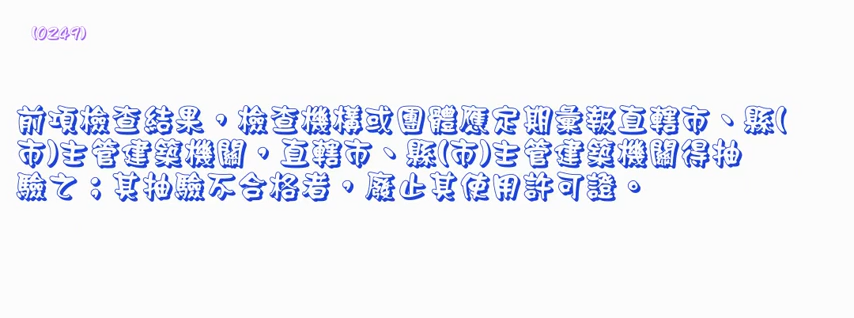 (0249)
前項檢查結果，檢查機構或團體應定期彙報直轄市、縣(
市)主管建築機關，直轄市、縣(市)主管建築機關得抽
驗之；其抽驗不合格者，廢止其使用許可證。